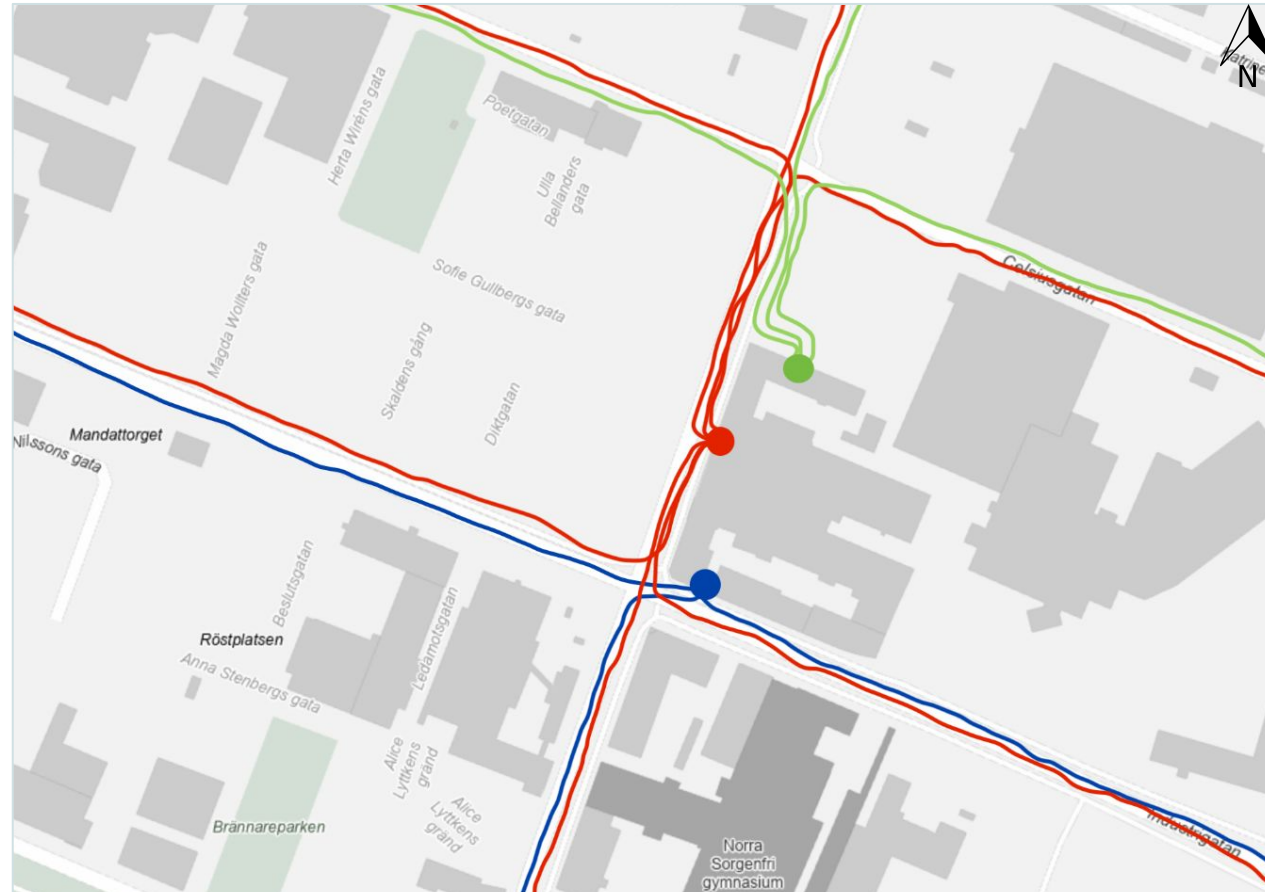 N
Herta Wiréns gata
Poetgatan
Ulla
Bellanders
gata
Magda Wollters gata
Sofie Gullbergs gata
Skaldens gång
Diktgatan
Celsiusgatan
Mandattorget
Nilssons gata
Beslutsgatan
Ledamotsgatan
Röstplatsen
Anna Stenbergs gata
Alice
Lyttkens
gränd
Alice
Lyttkens
gränd
Brännareparken
Norra
Sorgenfri
gymnasium
Industrigatan